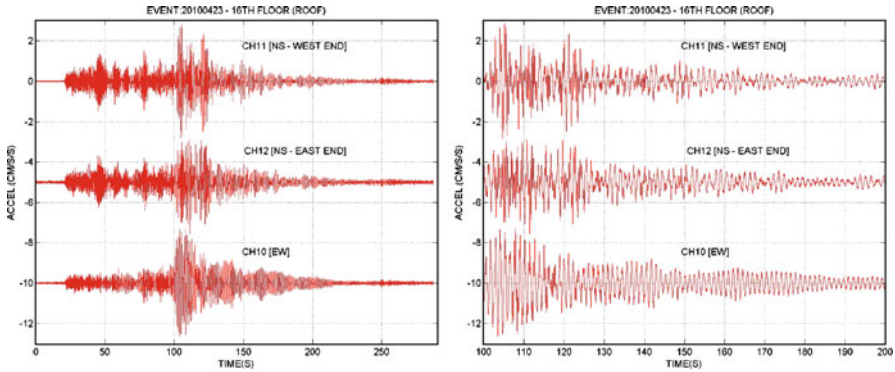 EVENT:20100423 - 16TH FLOOR (ROOF)
CH11 [NS - WEST END]
CH12 [NS - EAST END]
CH10 [EW]
ACCEL (CM/S/S)
2
0
-2
-4
-6
-8
-10
-12
0
50
100
150
200
250
TIME(S)
EVENT:20100423 - 16TH FLOOR (ROOF)
CH11 [NS - WEST END]
CH12 [NS - EAST END]
CH10 [EW]
ACCEL (CM/S/S)
2
0
-2
-4
-6
-8
-10
-12
100
110
120
130
140
150
160
170
180
190
200
TIME(S)